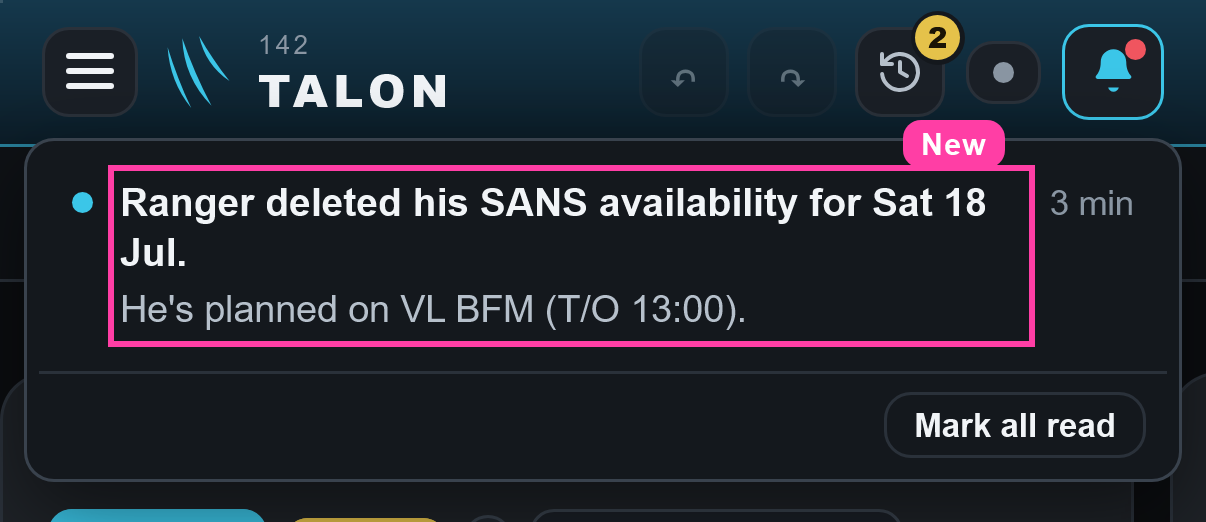 142
TALON
2
New
Ranger deleted his SANS availability for Sat 18
Jul.
3 min
He's planned on VL BFM (T/O 13:00).
Mark all read